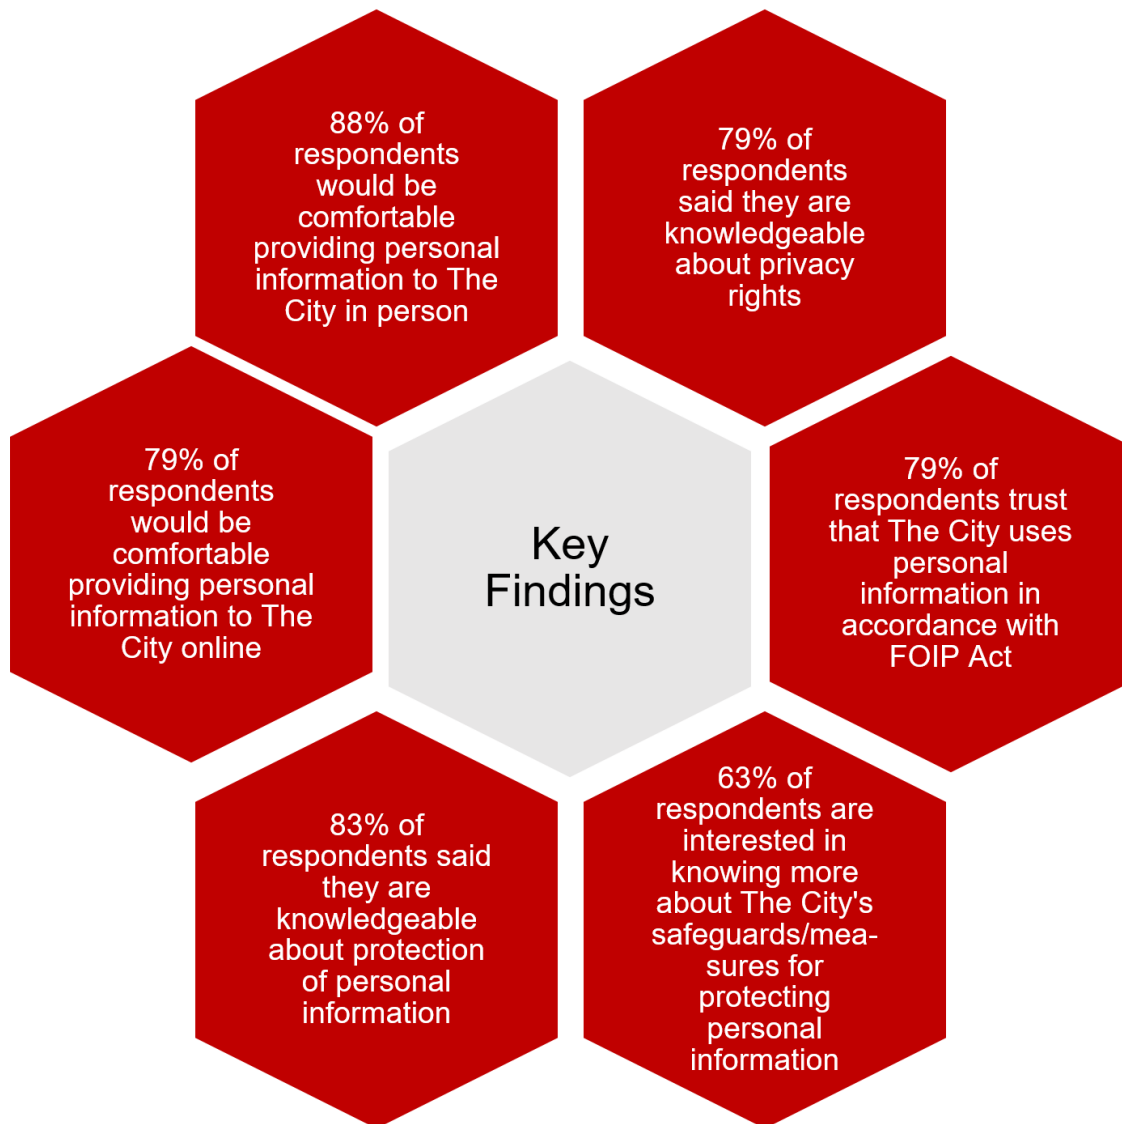 88% of
respondents
would be
comfortable
providing personal
information to The
City in person
79% of
respondents
said they are
knowledgeable
about privacy
rights
79% of
respondents
would be
comfortable
providing personal
information to The
City online
Key
Findings
79% of
respondents trust
that The City uses
personal
information in
accordance with
FOIP Act
83% of
respondents said
they are
knowledgeable
about protection
of personal
information
63% of
respondents are
interested in
knowing more
about The City's
safeguards/mea-
sures for
protecting
personal
information